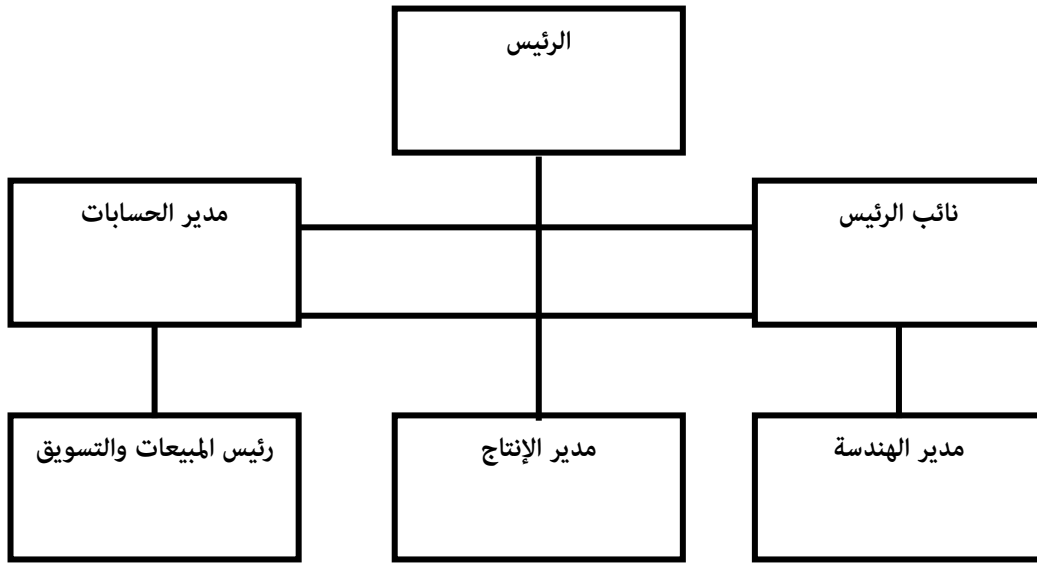 الرئيس
نائب الرئيس
مدير الحسابات
مدير الهندسة
مدير الإنتاج
رئيس المبيعات والتسويق